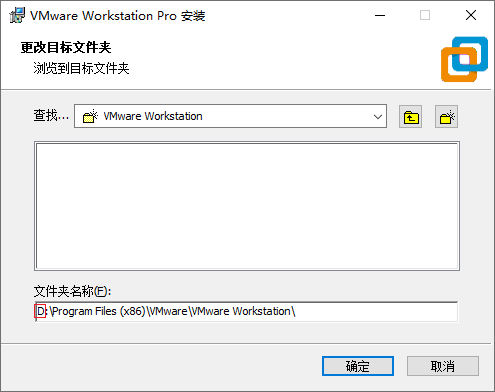 VMware Workstation Pro 安装
更改目标文件夹
浏览到目标文件夹
查找...
VMware Workstation
文件夹名称(F):
D:\Program Files (x86)\VMware\VMware Workstation\
确定
取消